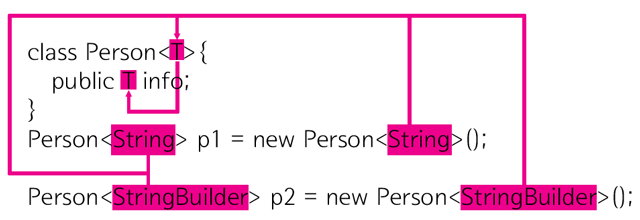 class Person<T>{
public T info;
}
Person<String> p1 = new Person<String>();
Person<StringBuilder> p2 = new Person<StringBuilder>();